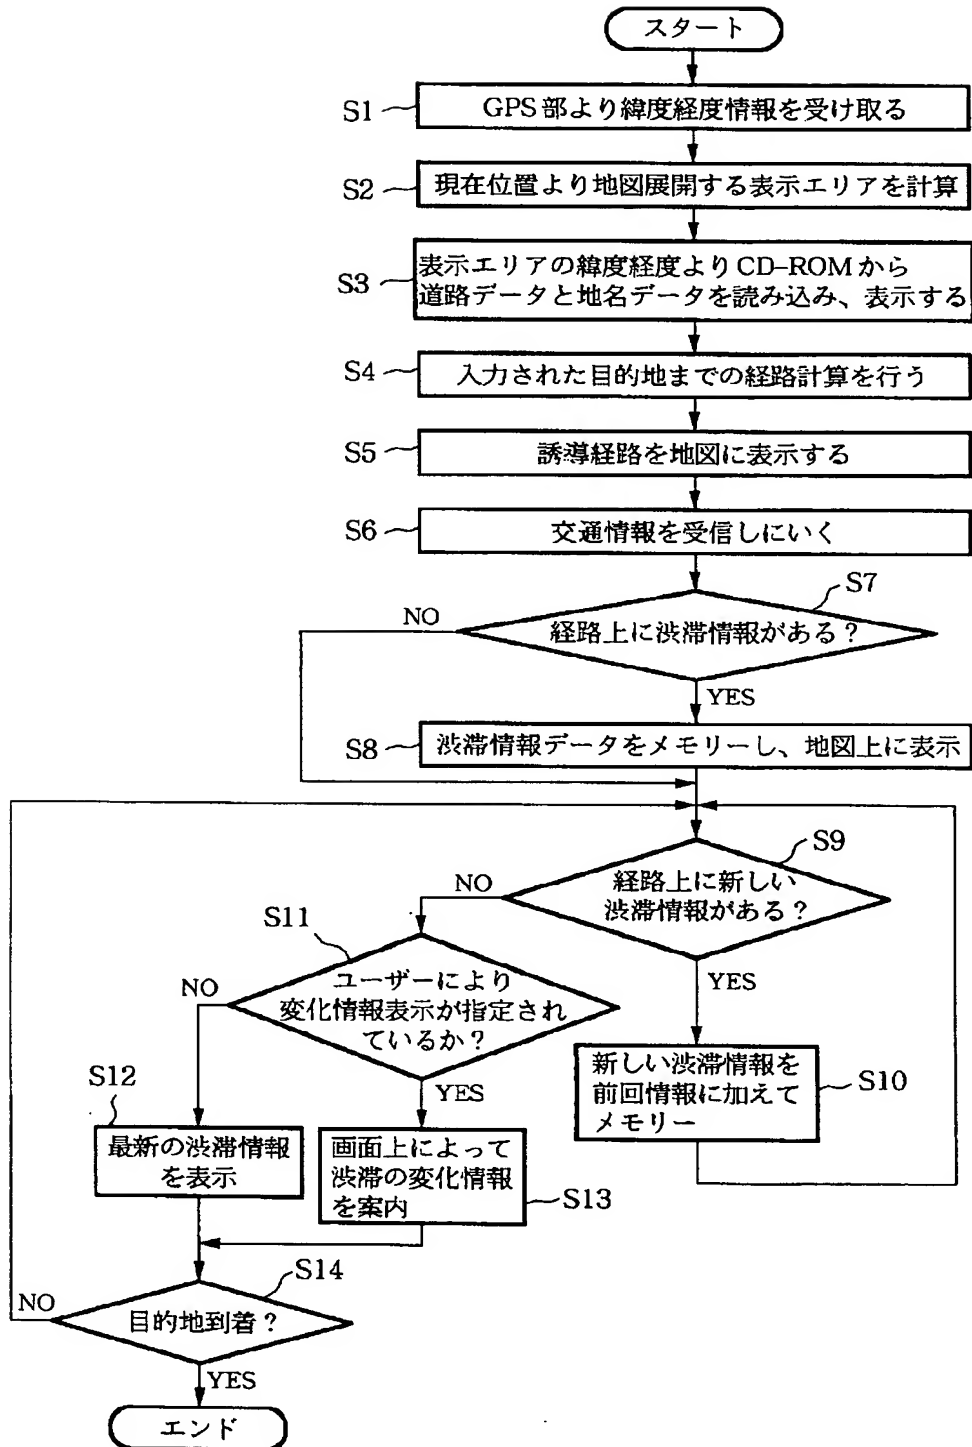 スタート
S1
GPS部より緯度経度情報を受け取る
S2
現在位置より地図展開する表示エリアを計算
S3
表示エリアの緯度経度よりCD-ROMから
道路データと地名データを読み込み、表示する
S4
入力された目的地までの経路計算を行う
S5
誘導経路を地図に表示する
S6
交通情報を受信しにいく
S7
NO
経路上に渋滞情報がある？
YES
S8
渋滞情報データをメモリーし、地図上に表示
S9
NO
経路上に新しい
渋滞情報がある？
YES
S11
NO
ユーザーにより
変化情報表示が指定され
ているか？
YES
S10
新しい渋滞情報を
前回情報に加えて
メモリー
S12
最新の渋滞情報
を表示
画面上によって
渋滞の変化情報
を案内
S13
S14
NO
目的地到着？
YES
エンド